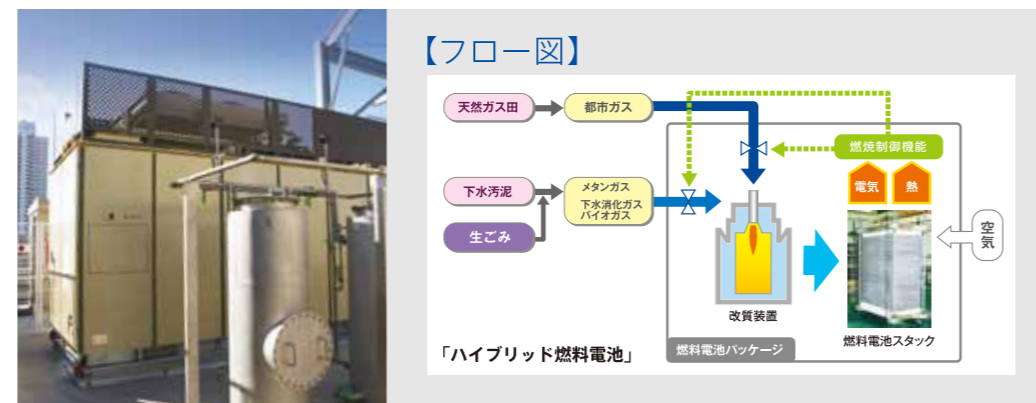 【フロー図】
天然ガス田
都市ガス
燃焼制御機能
下水汚泥
メタンガス
下水消化ガス
バイオガス
電気
熱
生ごみ
空気
改質装置
燃料電池スタック
「ハイブリッド燃料電池」
燃料電池パッケージ